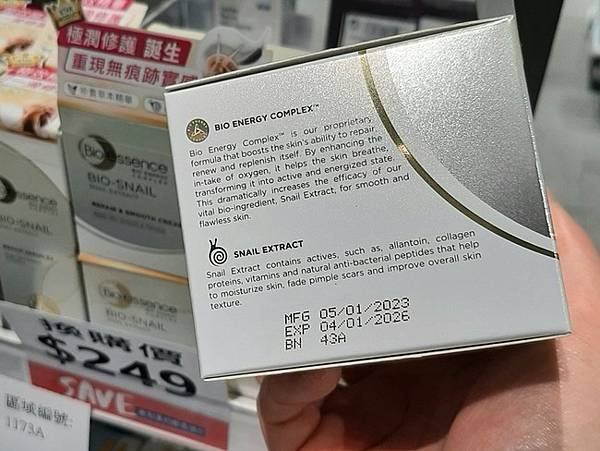 極潤修護 誕生
重現無痕跡實感
Bio essence
BIO-SNAIL
REPAIR & SMOOTH CREAM
Bio essence
BIO-SNAIL
換購價
$249
SAVE
區域編號:
1173A
BIO ENERGY COMPLEX™
Bio Energy Complex™ is our proprietary
formula that boosts the skin's ability to repair,
renew and replenish itself. By enhancing the
in-take of oxygen, it helps the skin breathe,
transforming it into active and energized state.
This dramatically increases the efficacy of our
vital bio-ingredient, Snail Extract, for smooth and
flawless skin.
SNAIL EXTRACT
Snail Extract contains actives, such as, allantoin, collagen
proteins, vitamins and natural anti-bacterial peptides that help
to moisturize skin, fade pimple scars and improve overall skin
texture.
MFG 05/01/2023
EXP 04/01/2026
BN 43A